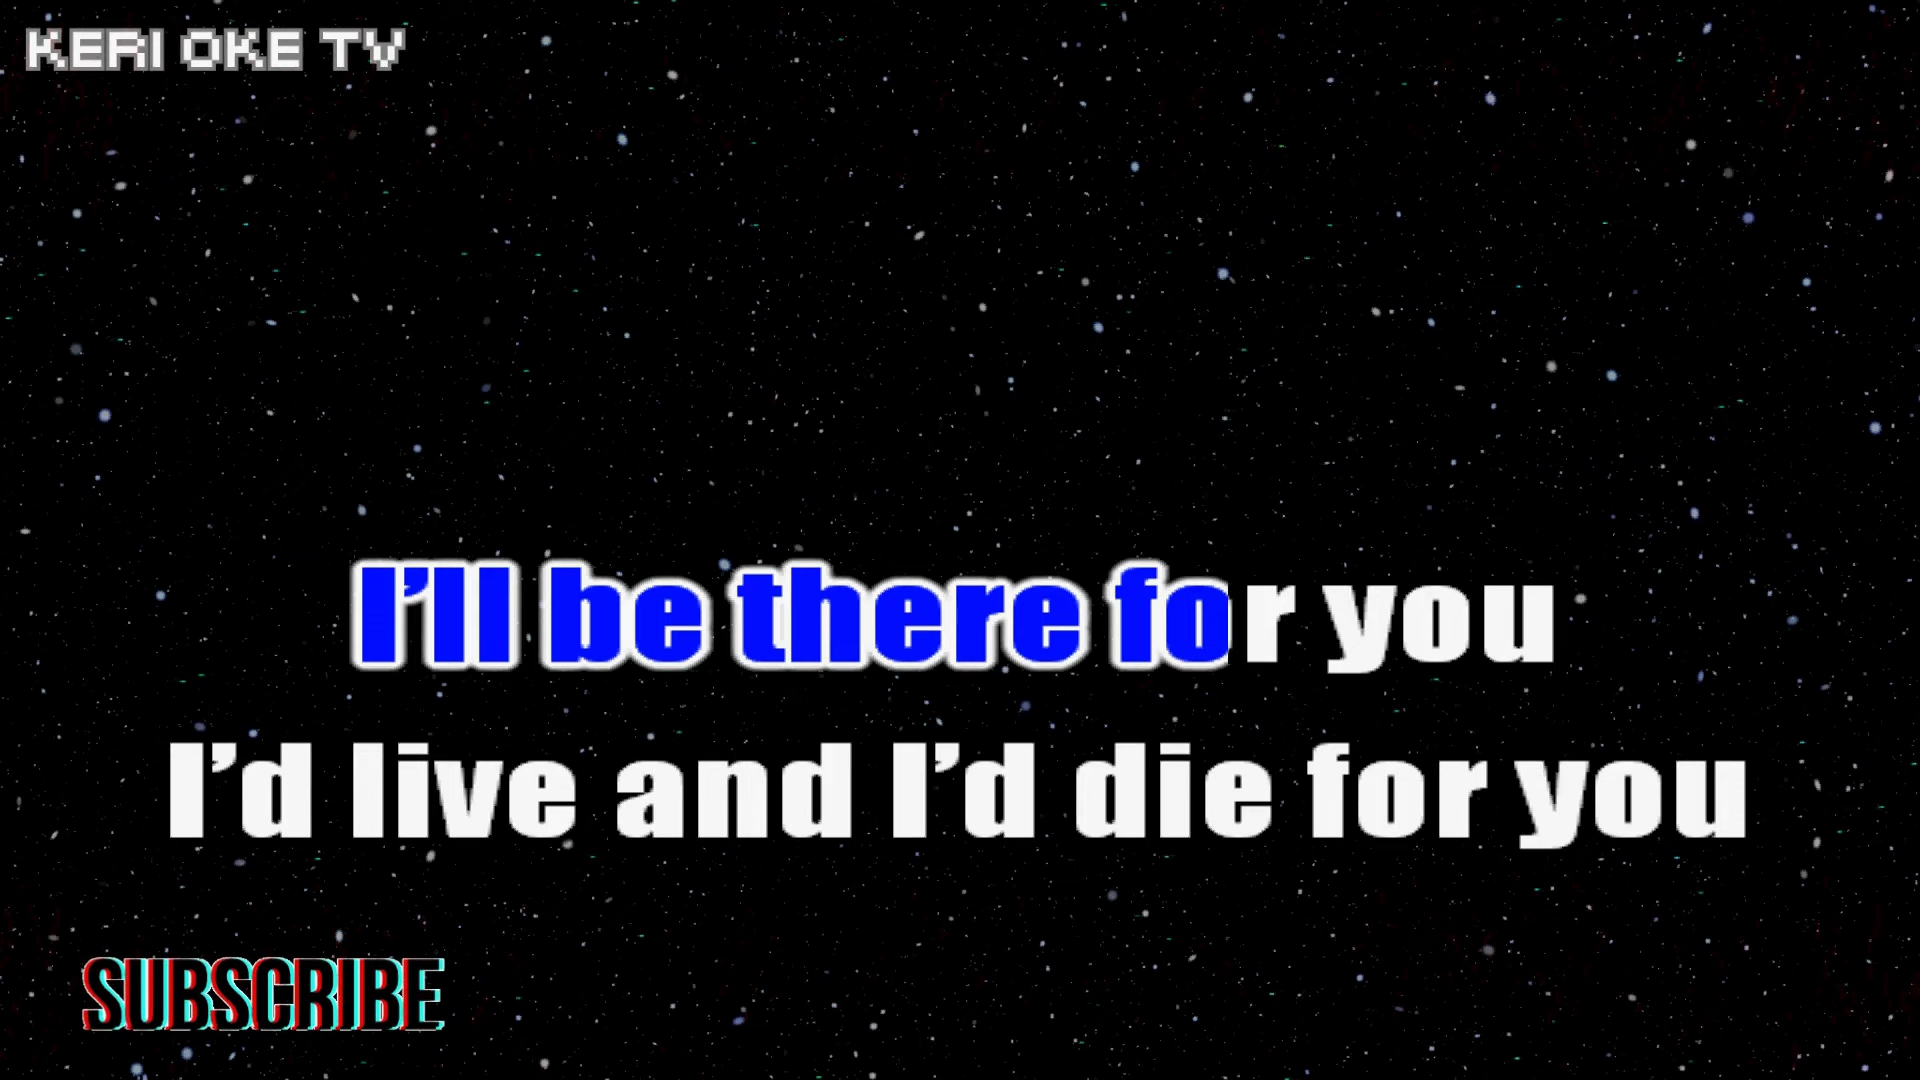 KERI OKE TV
I’ll be there for you
I’d live and I’d die for you
SUBSCRIBE